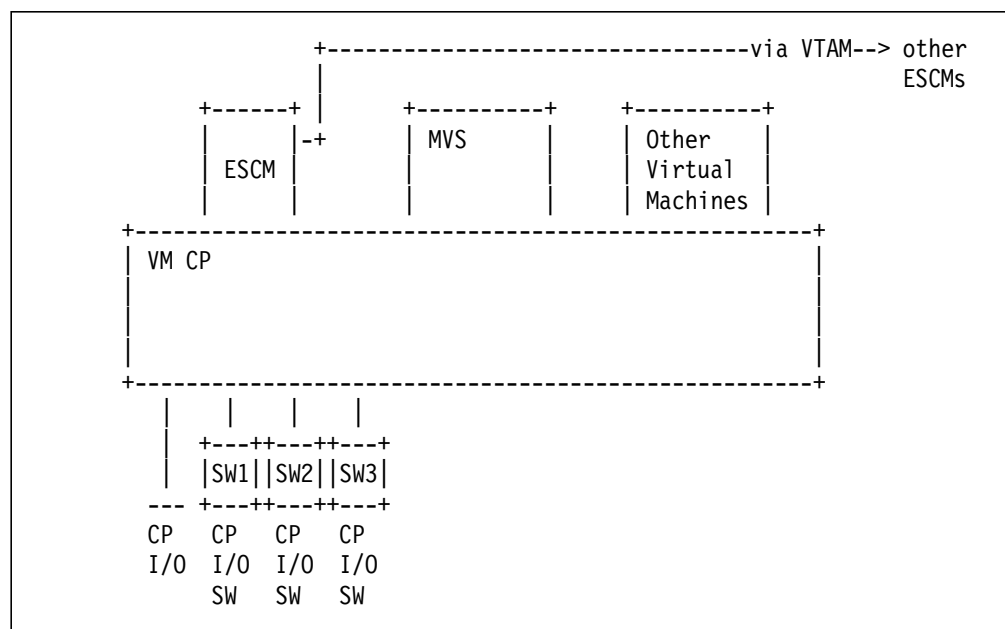 via VTAM--> other
ESCMs
MVS
Other
ESCM
Virtual
Machines
VM CP
SW1 SW2 SW3
CP CP CP CP
I/O I/O I/O I/O
SW SW SW